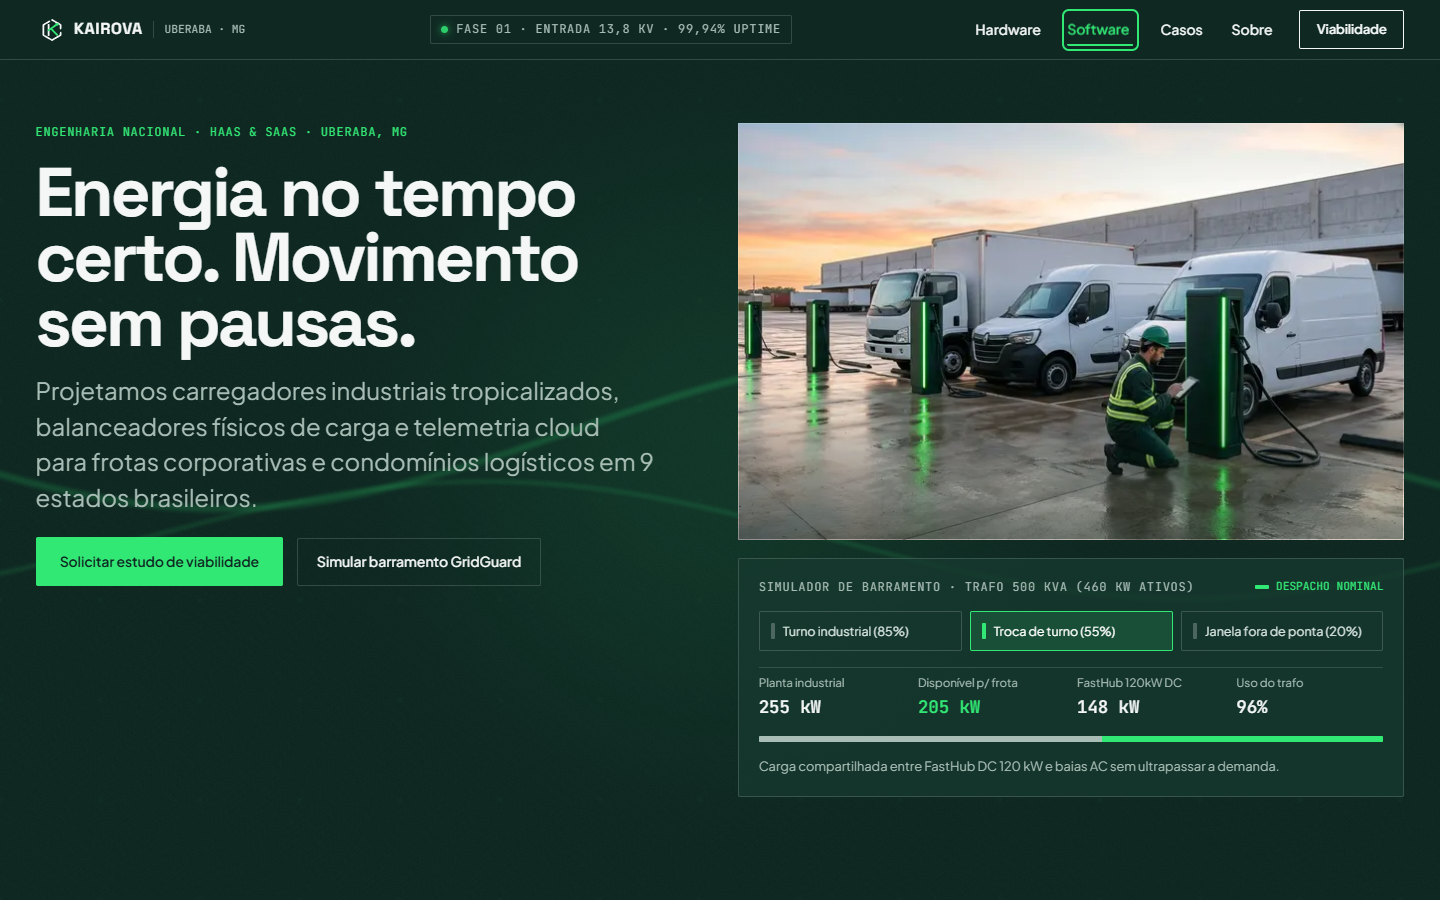 KAIROVA
UBERABA · MG
FASE 01 · ENTRADA 13,8 KV · 99,94% UPTIME
Hardware
Software
Casos
Sobre
Viabilidade
ENGENHARIA NACIONAL · HAAS & SAAS · UBERABA, MG
Energia no tempo
certo. Movimento
sem pausas.
Projetamos carregadores industriais tropicalizados,
balanceadores físicos de carga e telemetria cloud
para frotas corporativas e condomínios logísticos em 9
estados brasileiros.
Solicitar estudo de viabilidade
Simular barramento GridGuard
SIMULADOR DE BARRAMENTO · TRAFO 500 KVA (460 KW ATIVOS)
DESPACHO NOMINAL
Turno industrial (85%)
Troca de turno (55%)
Janela fora de ponta (20%)
Planta industrial
Disponível p/ frota
FastHub 120kW DC
Uso do trafo
255 kW
205 kW
148 kW
96%
Carga compartilhada entre FastHub DC 120 kW e baias AC sem ultrapassar a demanda.